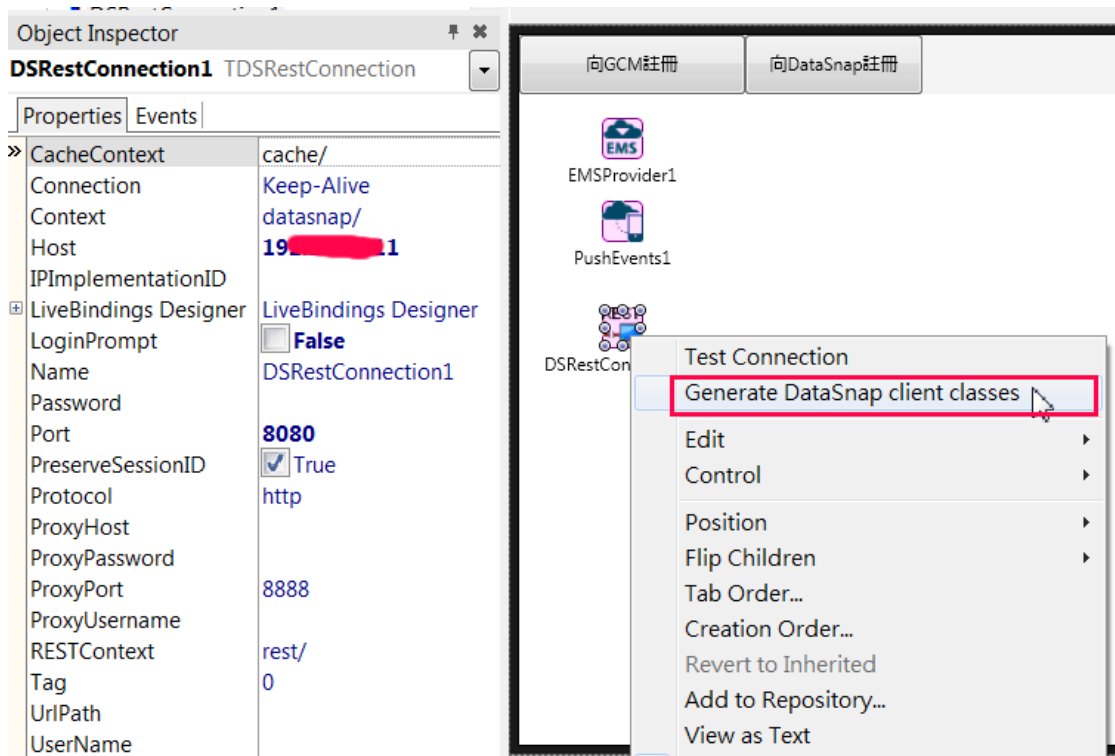 Object Inspector
DSRestConnection1 TDSRestConnection
Properties Events
CacheContext cache/
Connection Keep-Alive
Context datasnap/
Host 19 1
IPImplementationID
LiveBindings Designer LiveBindings Designer
LoginPrompt False
Name DSRestConnection1
Password
Port 8080
PreserveSessionID True
Protocol http
ProxyHost
ProxyPassword
ProxyPort 8888
ProxyUsername
RESTContext rest/
Tag 0
UrlPath
UserName
向GCM註冊 向DataSnap註冊
EMS
EMSProvider1
PushEvents1
REST
DSRestCon
Test Connection
Generate DataSnap client classes
Edit
Control
Position
Flip Children
Tab Order...
Creation Order...
Revert to Inherited
Add to Repository...
View as Text